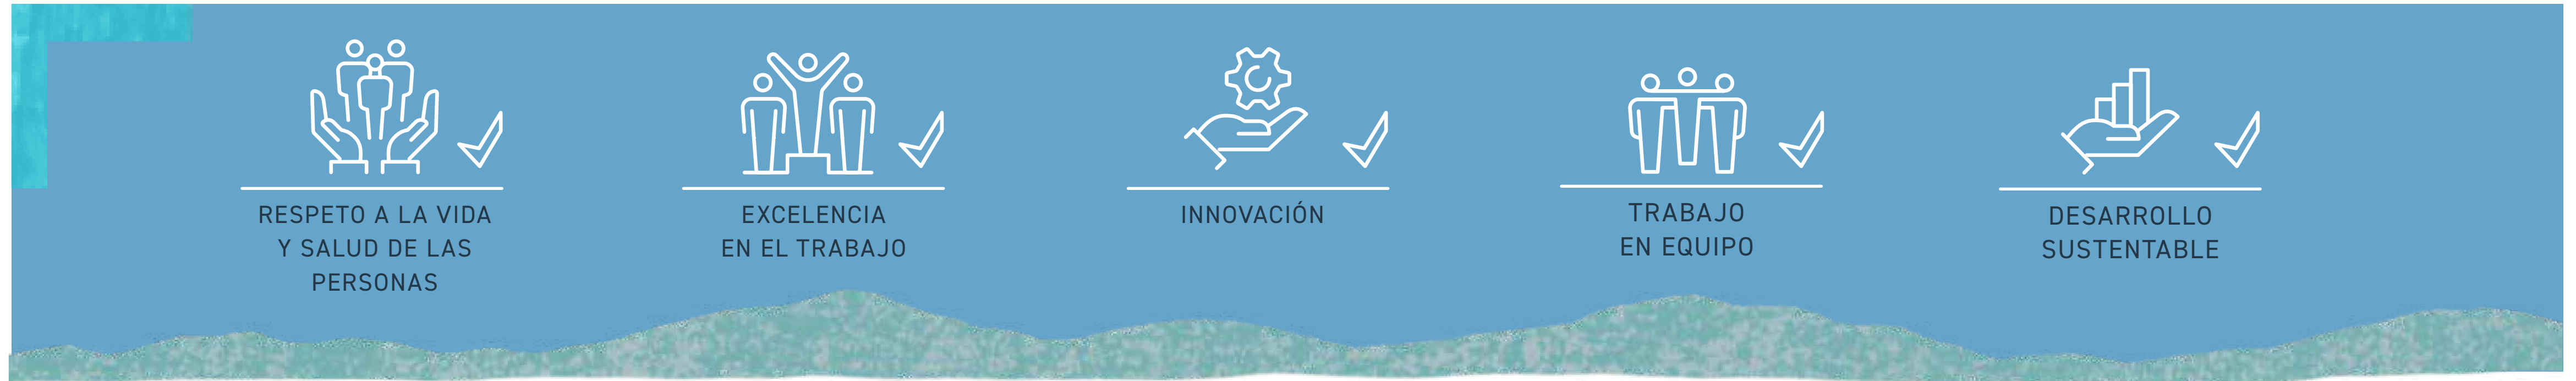 RESPETO A LA VIDA
Y SALUD DE LAS
PERSONAS
EXCELENCIA
EN EL TRABAJO
INNOVACIÓN
TRABAJO
EN EQUIPO
DESARROLLO
SUSTENTABLE